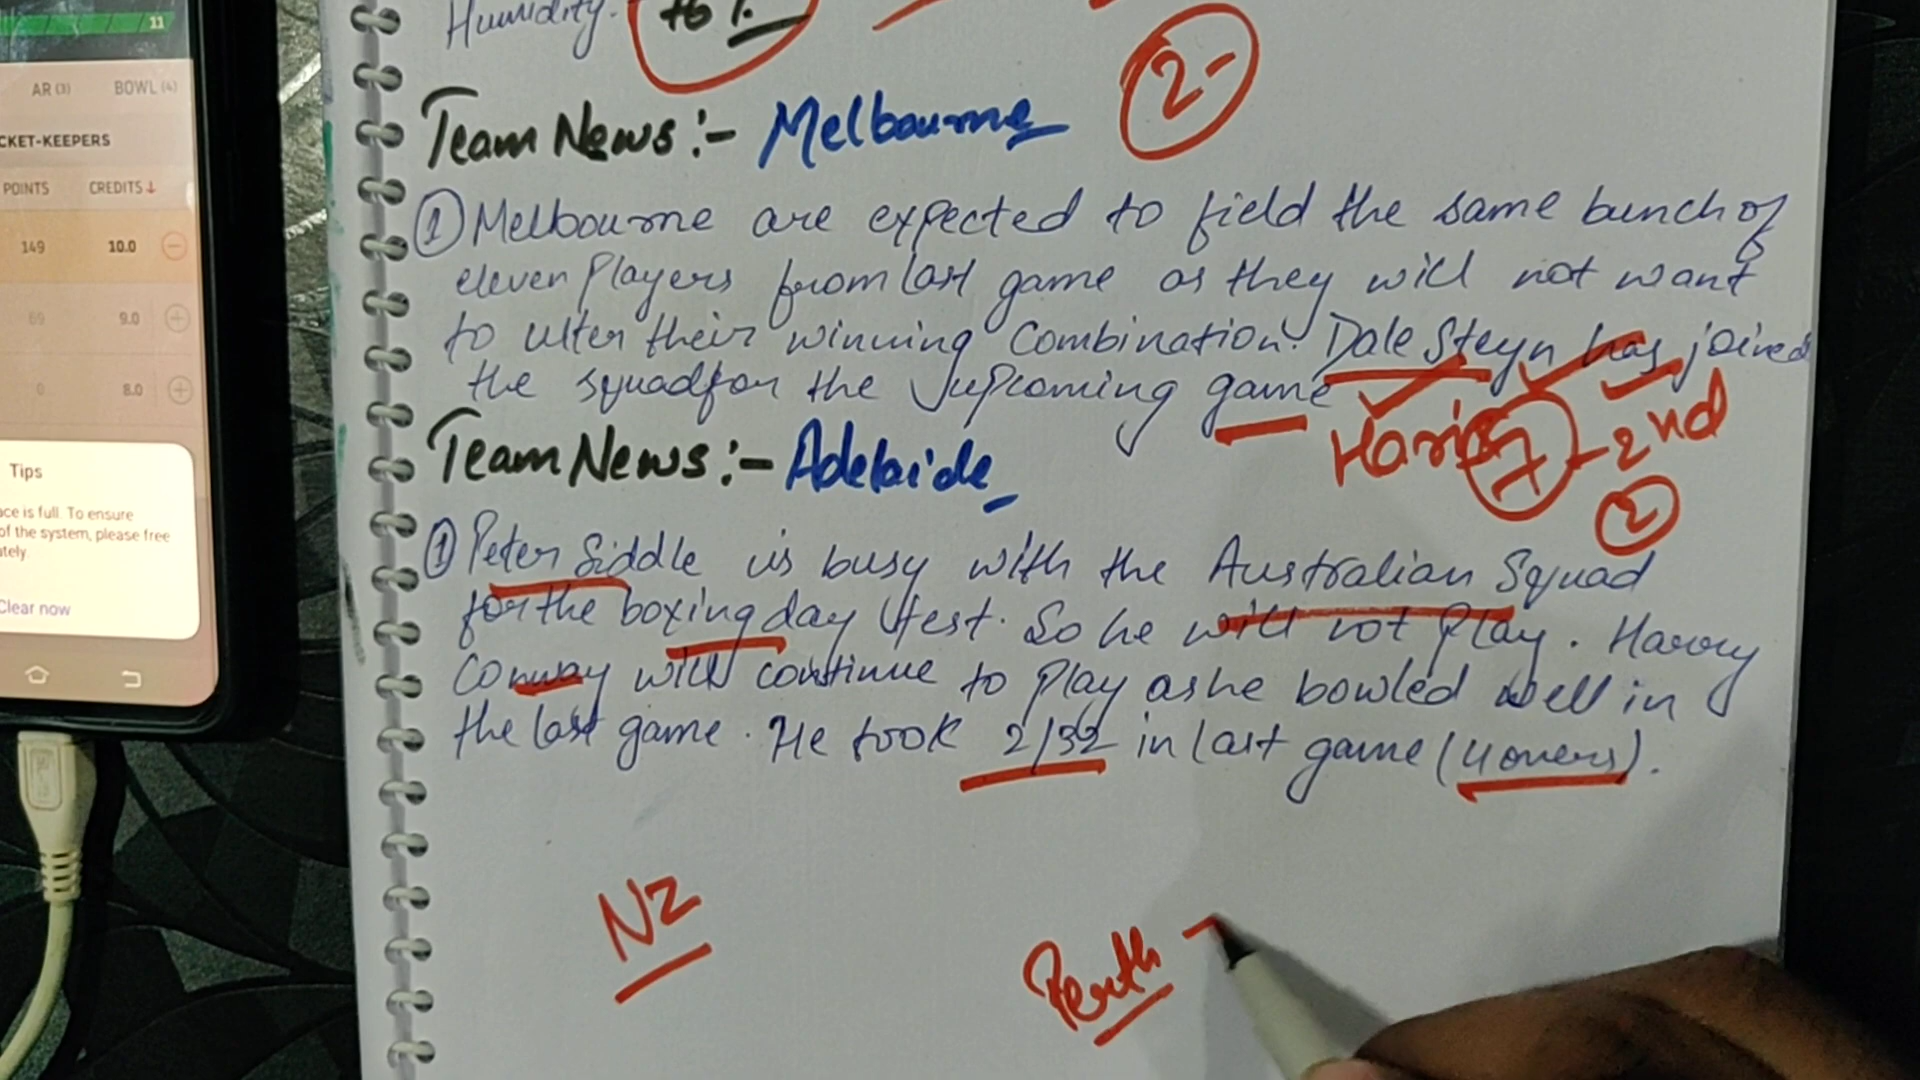 11
AR (3) BOWL (4)
CKET-KEEPERS
POINTS CREDITS↓
149 10.0
69 9.0
0 8.0
Tips
ace is full. To ensure
of the system, please free
ately
Clear now
Humidity.
76%
Team News:- Melbourne
2-
① Melbourne are expected to field the same bunch of
eleven Players from last game as they will not want
to ulter their winning Combination. Dale Steyn has joined
the squad for the upcoming game
Haris - 2nd
2
Team News:- Adelaide
① Peter Siddle is busy with the Australian Squad
for the boxing day test. So he will not Play. Harry
Conway will continue to Play as he bowled well in
the last game. He took 2/32 in last game (4 overs).
NZ
Perth -